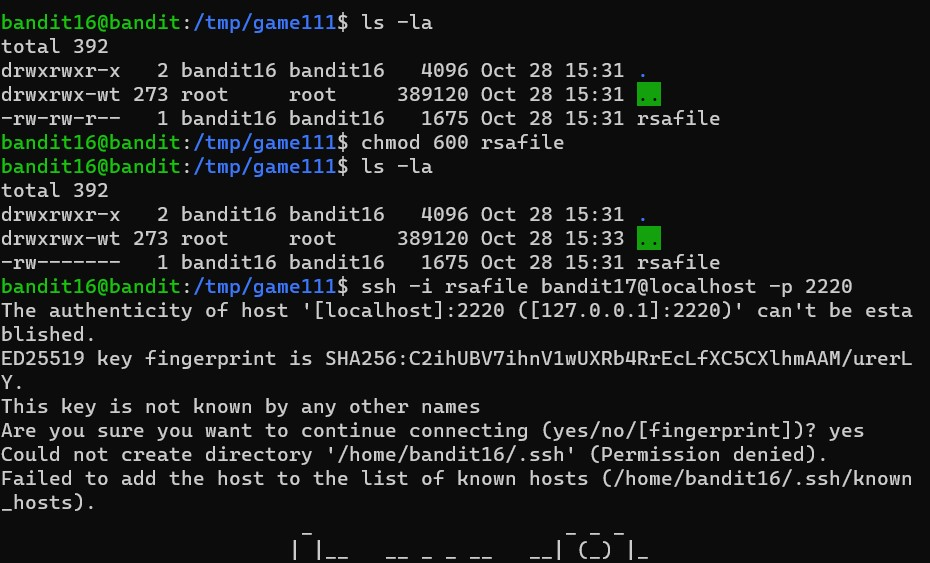 bandit16@bandit:/tmp/game111$ ls -la
total 392
drwxrwxr-x   2 bandit16 bandit16   4096 Oct 28 15:31 .
drwxrwx-wt 273 root     root     389120 Oct 28 15:31 ..
-rw-rw-r--   1 bandit16 bandit16   1675 Oct 28 15:31 rsafile
bandit16@bandit:/tmp/game111$ chmod 600 rsafile
bandit16@bandit:/tmp/game111$ ls -la
total 392
drwxrwxr-x   2 bandit16 bandit16   4096 Oct 28 15:31 .
drwxrwx-wt 273 root     root     389120 Oct 28 15:33 ..
-rw-------   1 bandit16 bandit16   1675 Oct 28 15:31 rsafile
bandit16@bandit:/tmp/game111$ ssh -i rsafile bandit17@localhost -p 2220
The authenticity of host '[localhost]:2220 ([127.0.0.1]:2220)' can't be esta
blished.
ED25519 key fingerprint is SHA256:C2ihUBV7ihnV1wUXRb4RrEcLfXC5CXlhmAAM/urerL
Y.
This key is not known by any other names
Are you sure you want to continue connecting (yes/no/[fingerprint])? yes
Could not create directory '/home/bandit16/.ssh' (Permission denied).
Failed to add the host to the list of known hosts (/home/bandit16/.ssh/known
_hosts).
                         _                     _ _ _
                        | |__   __ _ _ __   __| (_) |_